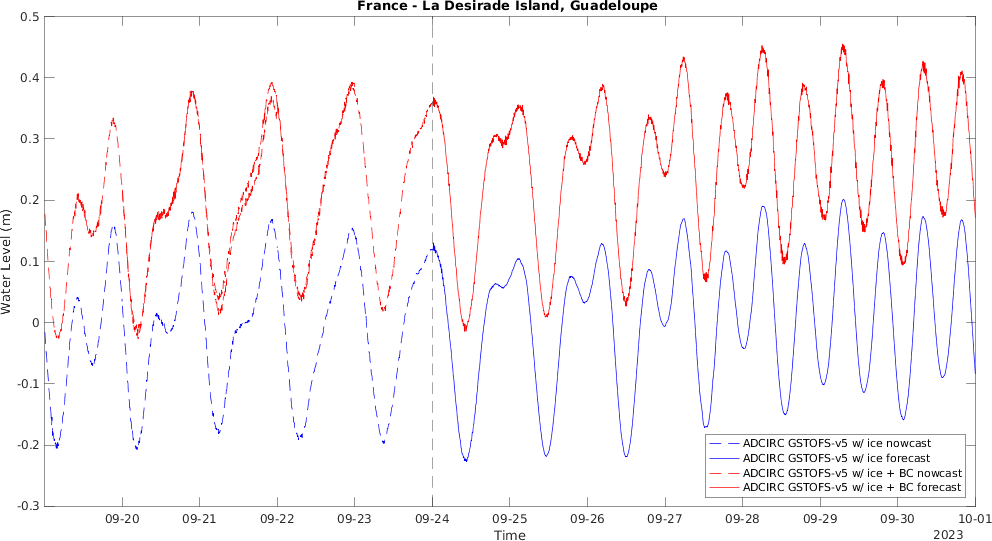 France - La Desirade Island, Guadeloupe
0.5
0.4
0.3
0.2
0.1
0
-0.1
-0.2
-0.3
Water Level (m)
ADCIRC GSTOFS-v5 w/ ice nowcast
ADCIRC GSTOFS-v5 w/ ice forecast
ADCIRC GSTOFS-v5 w/ ice + BC nowcast
ADCIRC GSTOFS-v5 w/ ice + BC forecast
09-20 09-21 09-22 09-23 09-24 09-25 09-26 09-27 09-28 09-29 09-30 10-01
Time
2023